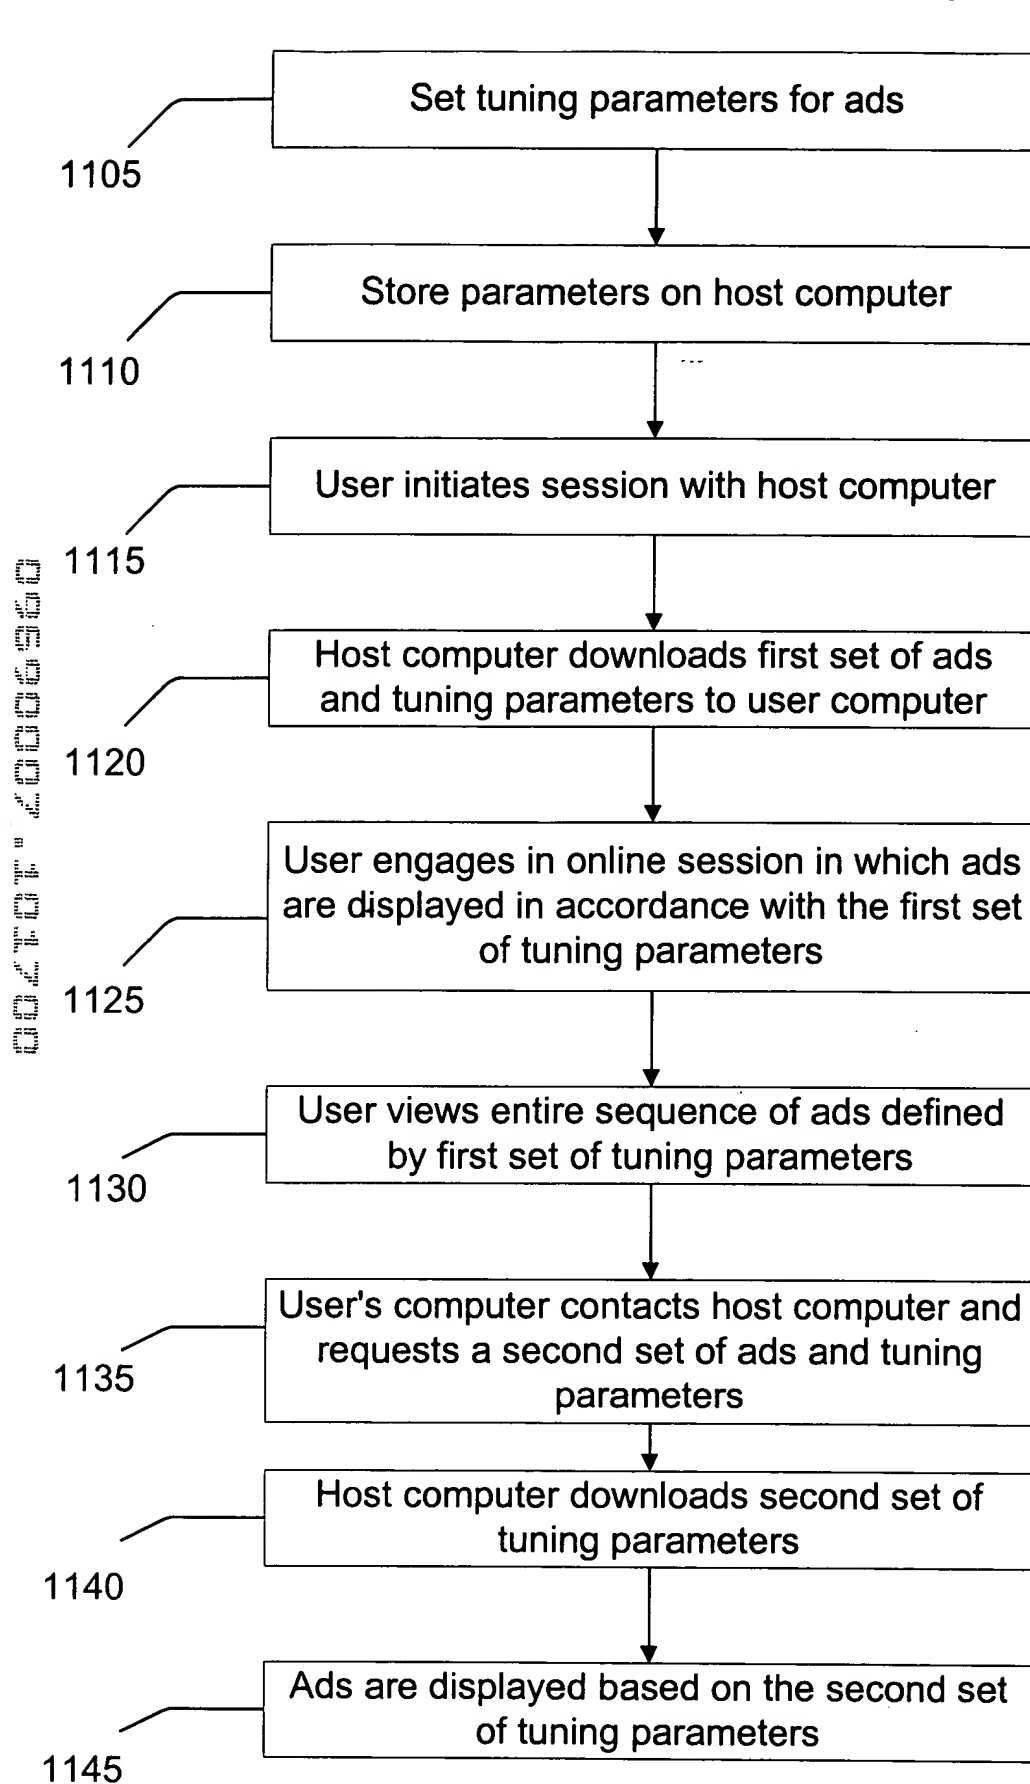 Set tuning parameters for ads
1105
Store parameters on host computer
1110
User initiates session with host computer
1115
Host computer downloads first set of ads
and tuning parameters to user computer
1120
User engages in online session in which ads
are displayed in accordance with the first set
of tuning parameters
1125
User views entire sequence of ads defined
by first set of tuning parameters
1130
User's computer contacts host computer and
requests a second set of ads and tuning
parameters
1135
Host computer downloads second set of
tuning parameters
1140
Ads are displayed based on the second set
of tuning parameters
1145
00/101.20006960